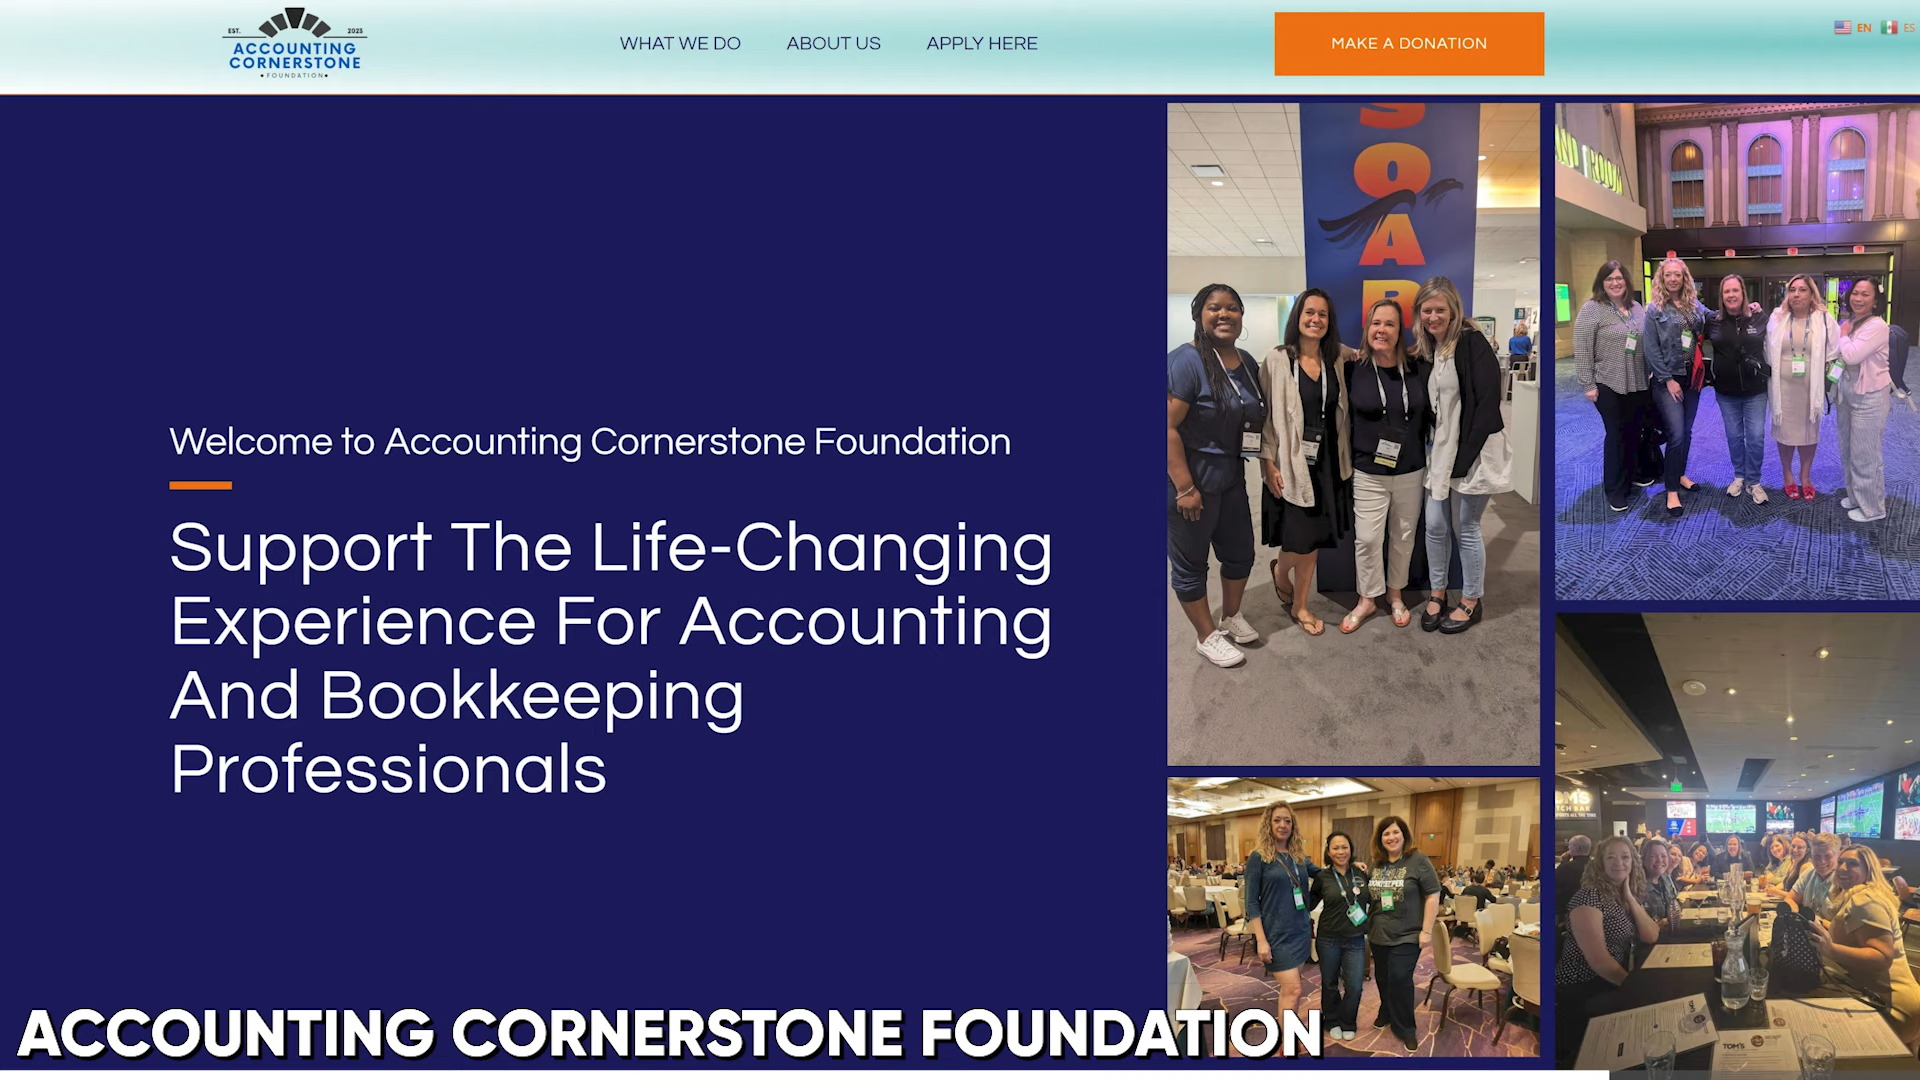 EST. 2023
ACCOUNTING
CORNERSTONE
•FOUNDATION•
WHAT WE DO
ABOUT US
APPLY HERE
MAKE A DONATION
EN
ES
Welcome to Accounting Cornerstone Foundation
Support The Life-Changing
Experience For Accounting
And Bookkeeping
Professionals
SOAR
TOM'S
ACCOUNTING CORNERSTONE FOUNDATION